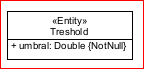 «Entity»
Treshold
+ umbral: Double {NotNull}